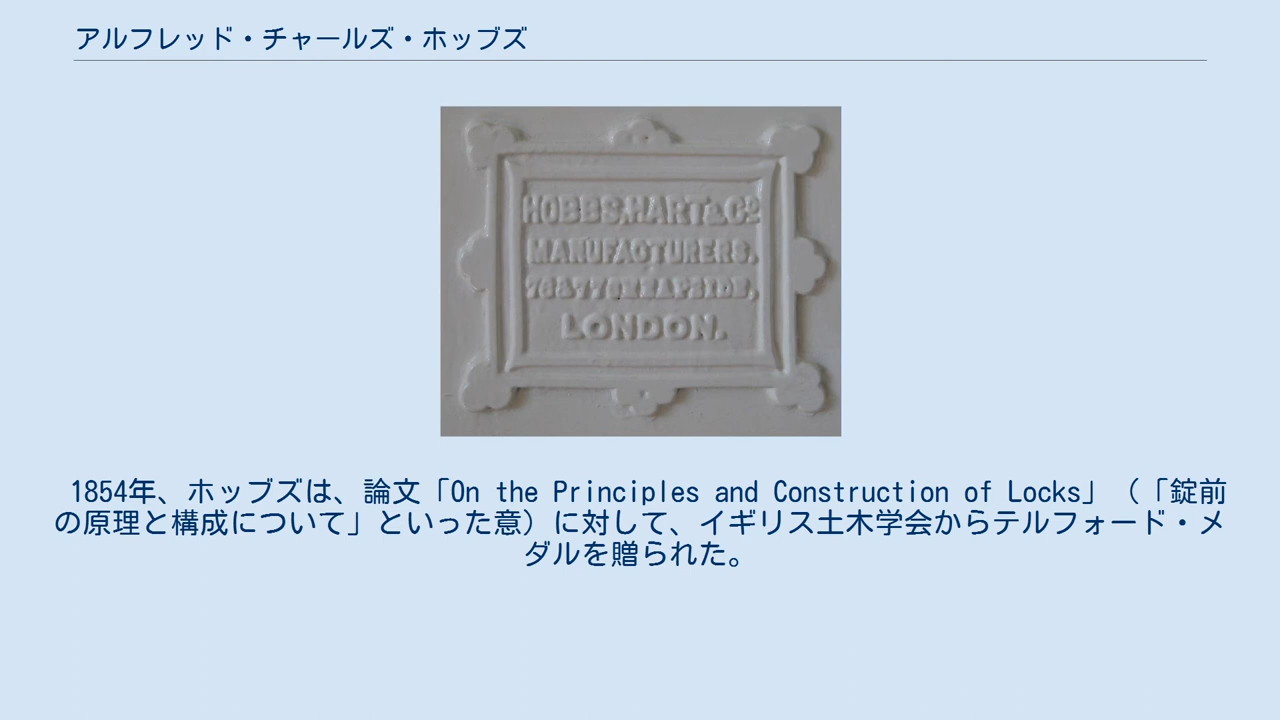 アルフレッド・チャールズ・ホッブズ
HOBBS,HART&Cº
MANUFACTURERS,
76&77 CHEAPSIDE,
LONDON.
1854年、ホッブズは、論文「On the Principles and Construction of Locks」（「錠前
の原理と構成について」といった意）に対して、イギリス土木学会からテルフォード・メ
ダルを贈られた。